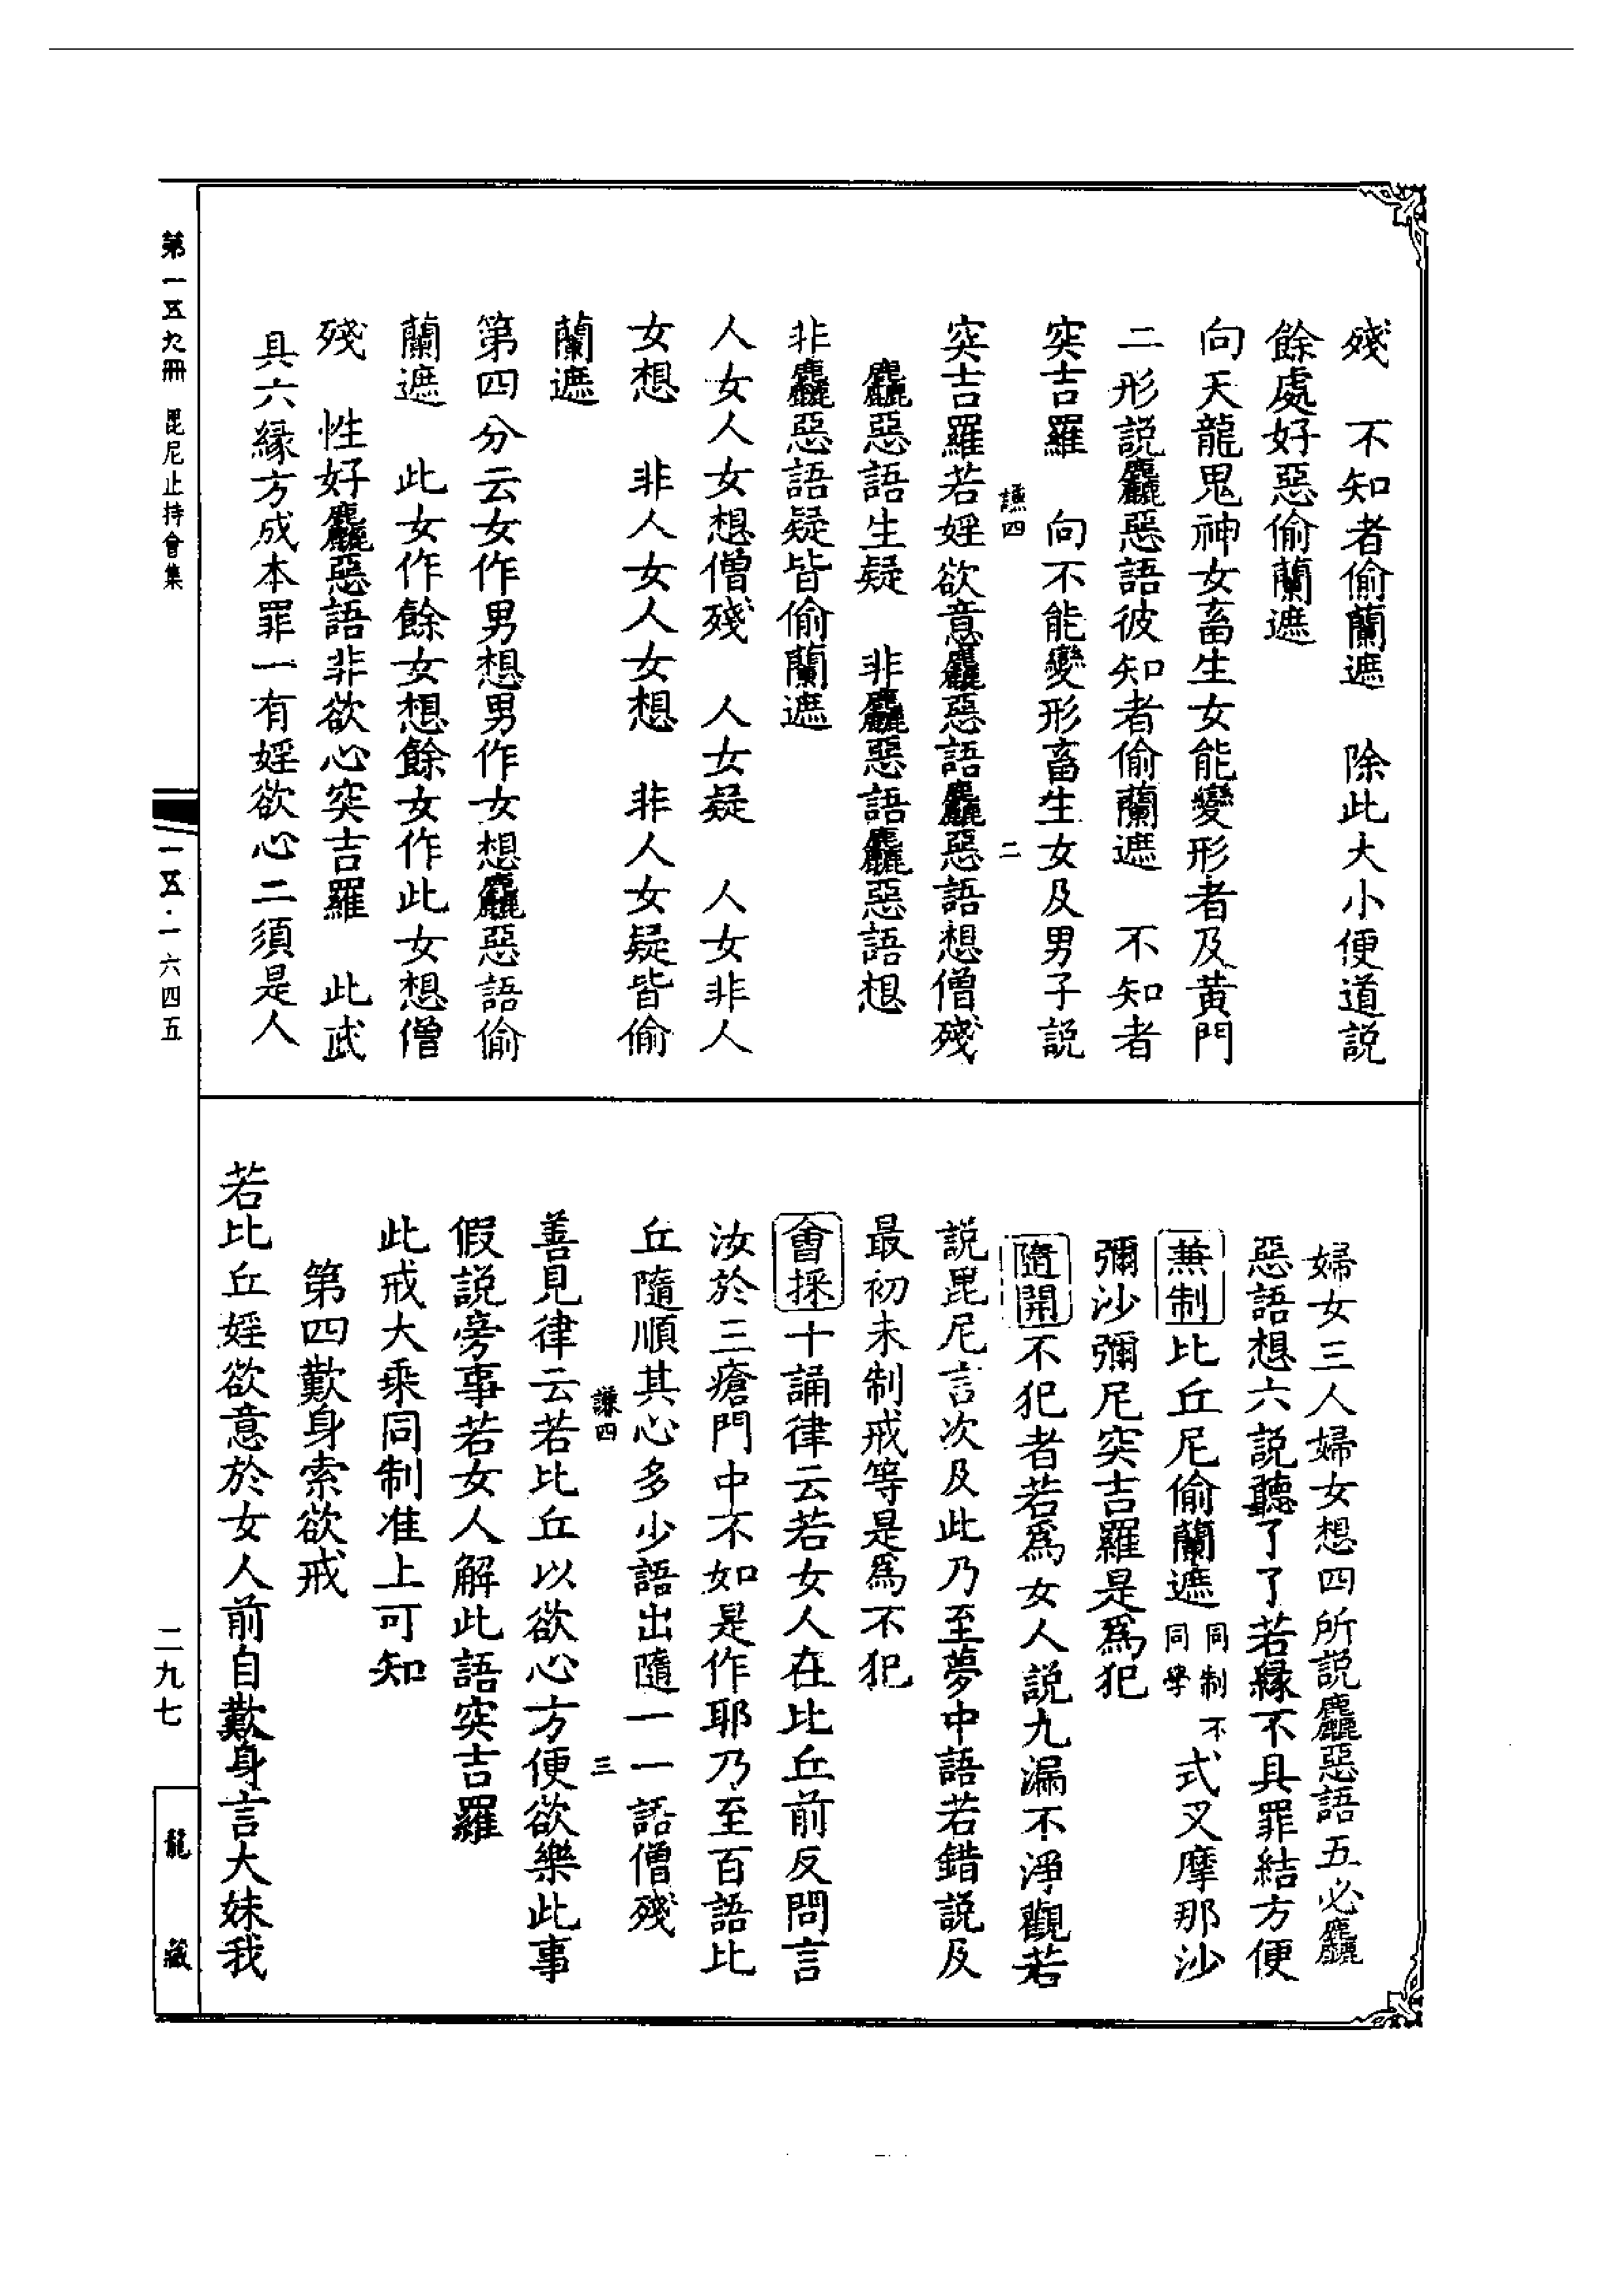 殘　不知者偷蘭遮　除此大小便道説
餘處好惡偷蘭遮
向天龍鬼神女畜生女能變形者及黃門
二形説麤惡語彼知者偷蘭遮　不知者
突吉羅　向不能變形畜生女及男子説
謙四　二
突吉羅若婬欲意麤惡語麤惡語想僧殘
麤惡語生疑　非麤惡語麤惡語想
非麤惡語疑皆偷蘭遮
人女人女想僧殘　人女疑　人女非人
女想　非人女人女想　非人女疑皆偷
蘭遮
第四分云女作男想男作女想麤惡語偷
蘭遮　此女作餘女想餘女作此女想僧
殘　性好麤惡語非欲心突吉羅　此武
具六緣方成本罪一有婬欲心二須是人
婦女三人婦女想四所説麤惡語五必麤
惡語想六説聽了了若緣不具罪結方便
兼制比丘尼偷蘭遮同制不同學式叉摩那沙
彌沙彌尼突吉羅是爲犯
隨開不犯者若爲女人説九漏不淨觀若
説毘尼言次及此乃至夢中語若錯説及
最初未制戒等是爲不犯
會採十誦律云若女人在比丘前反問言
汝於三瘡門中不如是作耶乃至百語比
丘隨順其心多少語出隨一一語僧殘
謙四　三
善見律云若比丘以欲心方便欲樂此事
假説旁事若女人解此語突吉羅
此戒大乘同制准上可知
第四歎身索欲戒
若比丘婬欲意於女人前自歎身言大妹我
第一五九冊　毘尼止持會集
一五·一六四五
二九七
龍藏